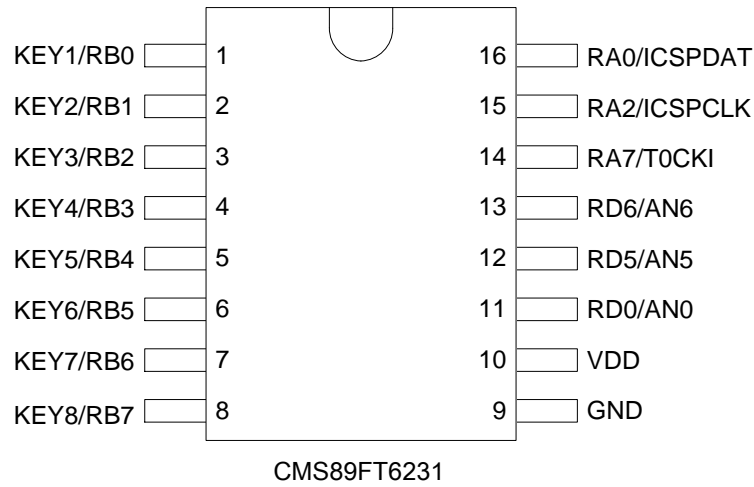 KEY1/RB0 1 16 RA0/ICSPDAT
KEY2/RB1 2 15 RA2/ICSPCLK
KEY3/RB2 3 14 RA7/T0CKI
KEY4/RB3 4 13 RD6/AN6
KEY5/RB4 5 12 RD5/AN5
KEY6/RB5 6 11 RD0/AN0
KEY7/RB6 7 10 VDD
KEY8/RB7 8 9 GND
CMS89FT6231